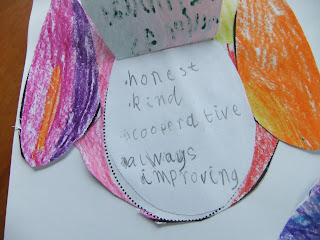 .honest
.kind
.cooperative
.always
improving